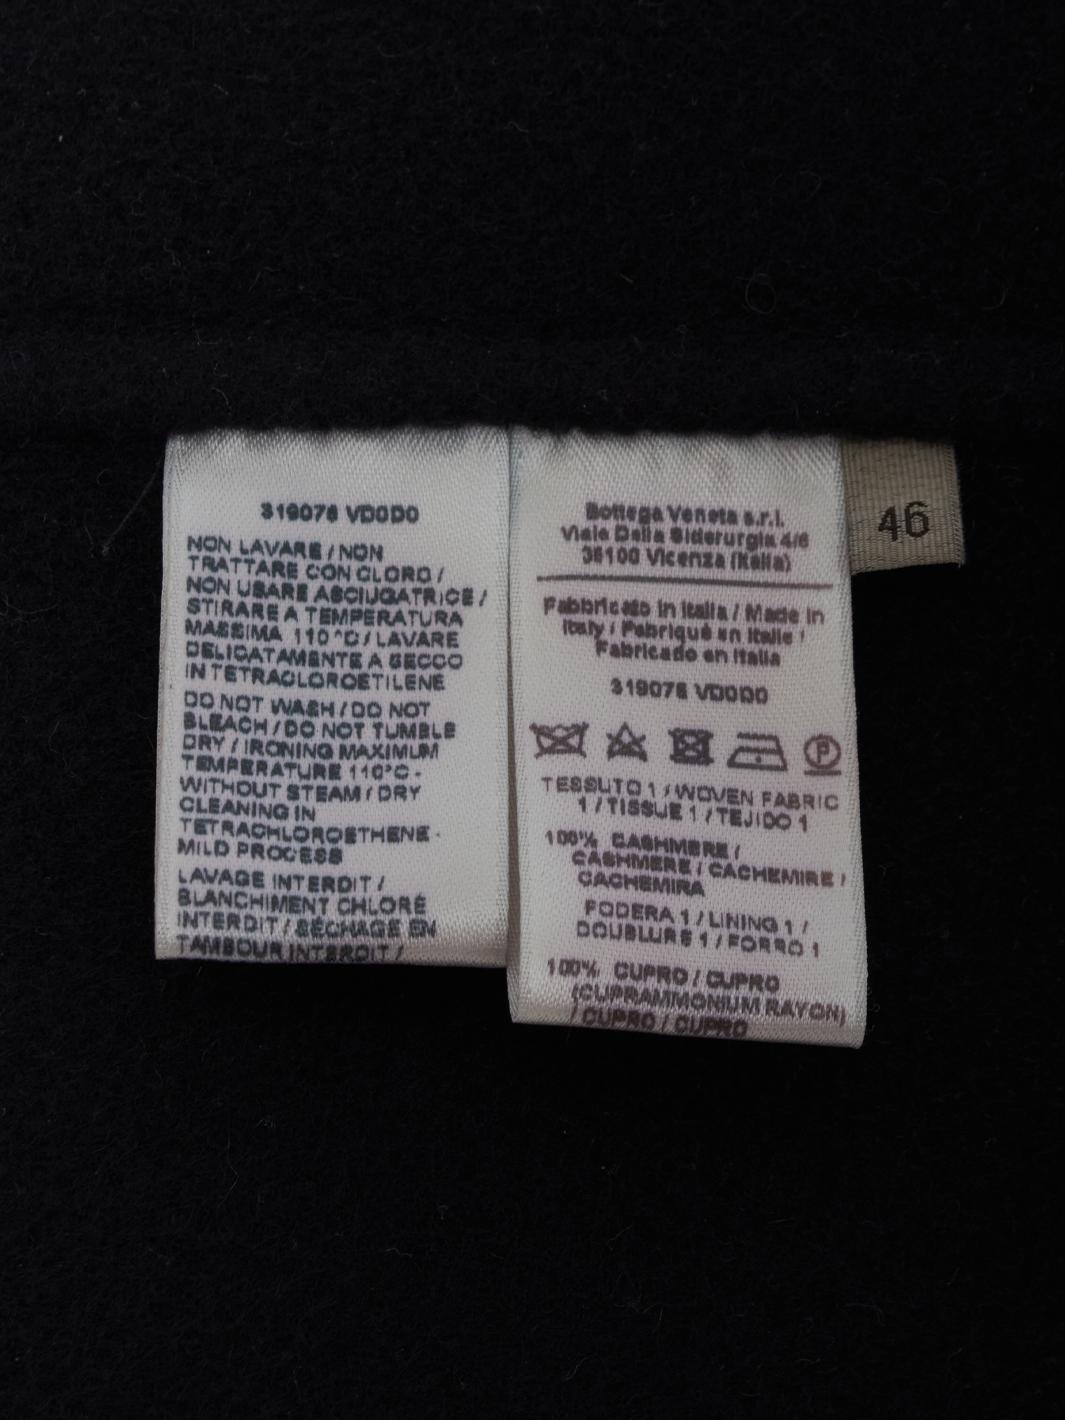 319076 VD0D0
NON LAVARE / NON
TRATTARE CON CLORO /
NON USARE ASCIUGATRICE /
STIRARE A TEMPERATURA
MASSIMA 110°C / LAVARE
DELICATAMENTE A SECCO
IN TETRACLOROETILENE
DO NOT WASH / DO NOT
BLEACH / DO NOT TUMBLE
DRY / IRONING MAXIMUM
TEMPERATURE 110°C -
WITHOUT STEAM / DRY
CLEANING IN
TETRACHLOROETHENE -
MILD PROCESS
LAVAGE INTERDIT /
BLANCHIMENT CHLORÉ
INTERDIT / SÉCHAGE EN
TAMBOUR INTERDIT /
Bottega Veneta s.r.l.
Viale Della Siderurgia 4/6
36100 Vicenza (Italia)
Fabbricato in Italia / Made in
Italy / Fabriqué en Italie /
Fabricado en Italia
319076 VD0D0
P
TESSUTO 1 / WOVEN FABRIC
1 / TISSUE 1 / TEJIDO 1
100% CASHMERE /
CASHMERE / CACHEMIRE /
CACHEMIRA
FODERA 1 / LINING 1 /
DOUBLURE 1 / FORRO 1
100% CUPRO / CUPRO
(CUPRAMMONIUM RAYON)
/ CUPRO / CUPRO
46